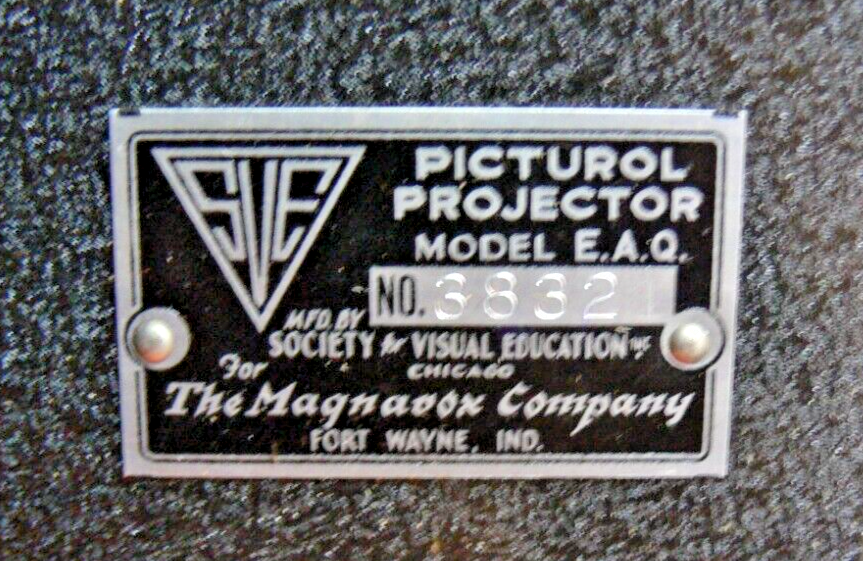 SVE
PICTUROL
PROJECTOR
MODEL E.A.Q.
NO. 3832
MFD. BY
SOCIETY for VISUAL EDUCATION INC.
CHICAGO
For
The Magnavox Company
FORT WAYNE, IND.